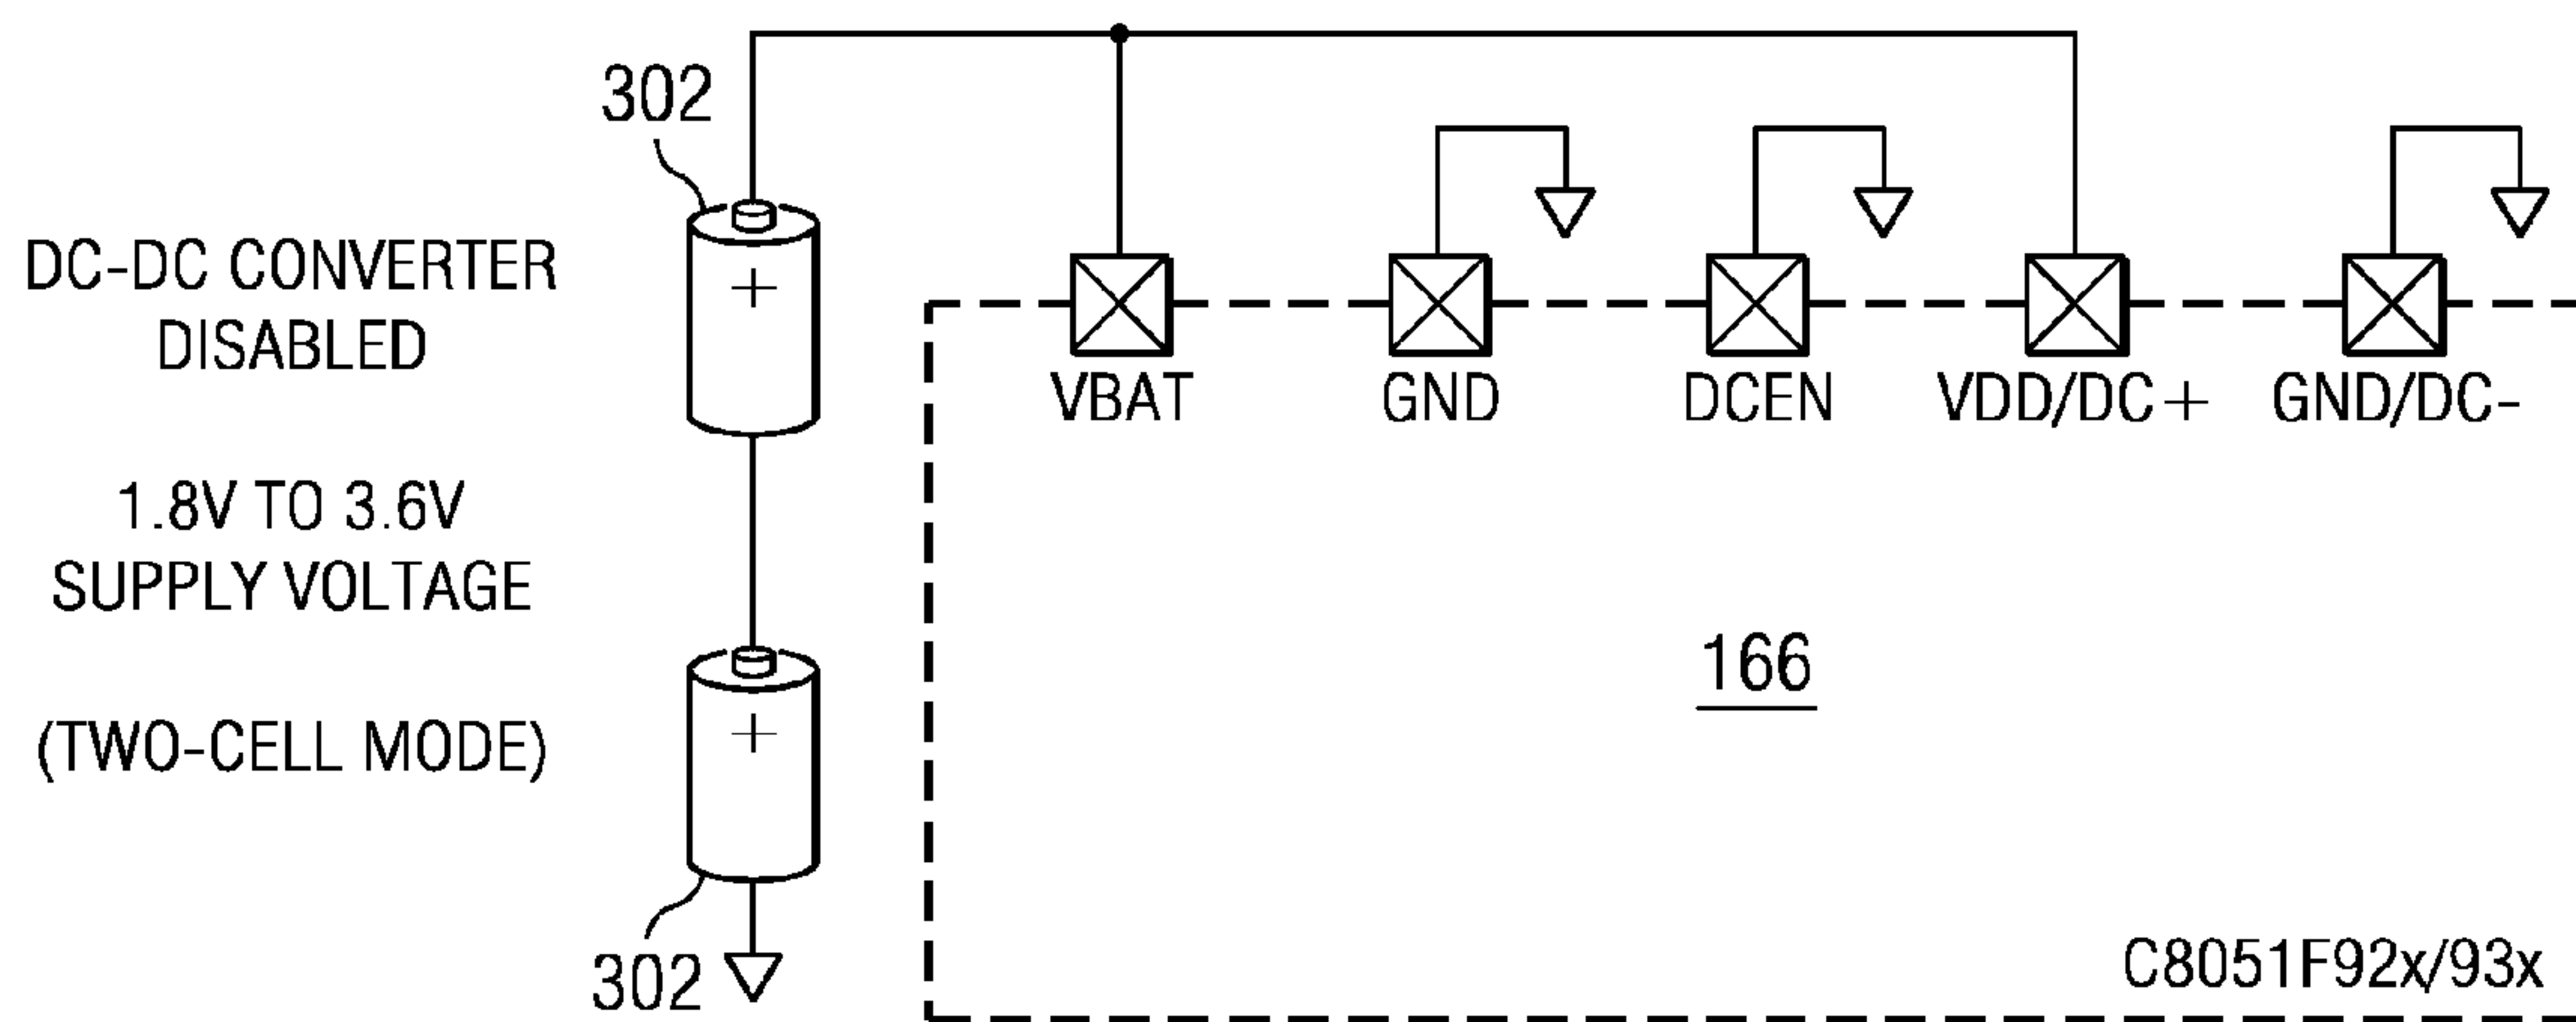 302
DC-DC CONVERTER
DISABLED
1.8V TO 3.6V
SUPPLY VOLTAGE
(TWO-CELL MODE)
+
+
302
VBAT GND DCEN VDD/DC+ GND/DC-
166
C8051F92x/93x